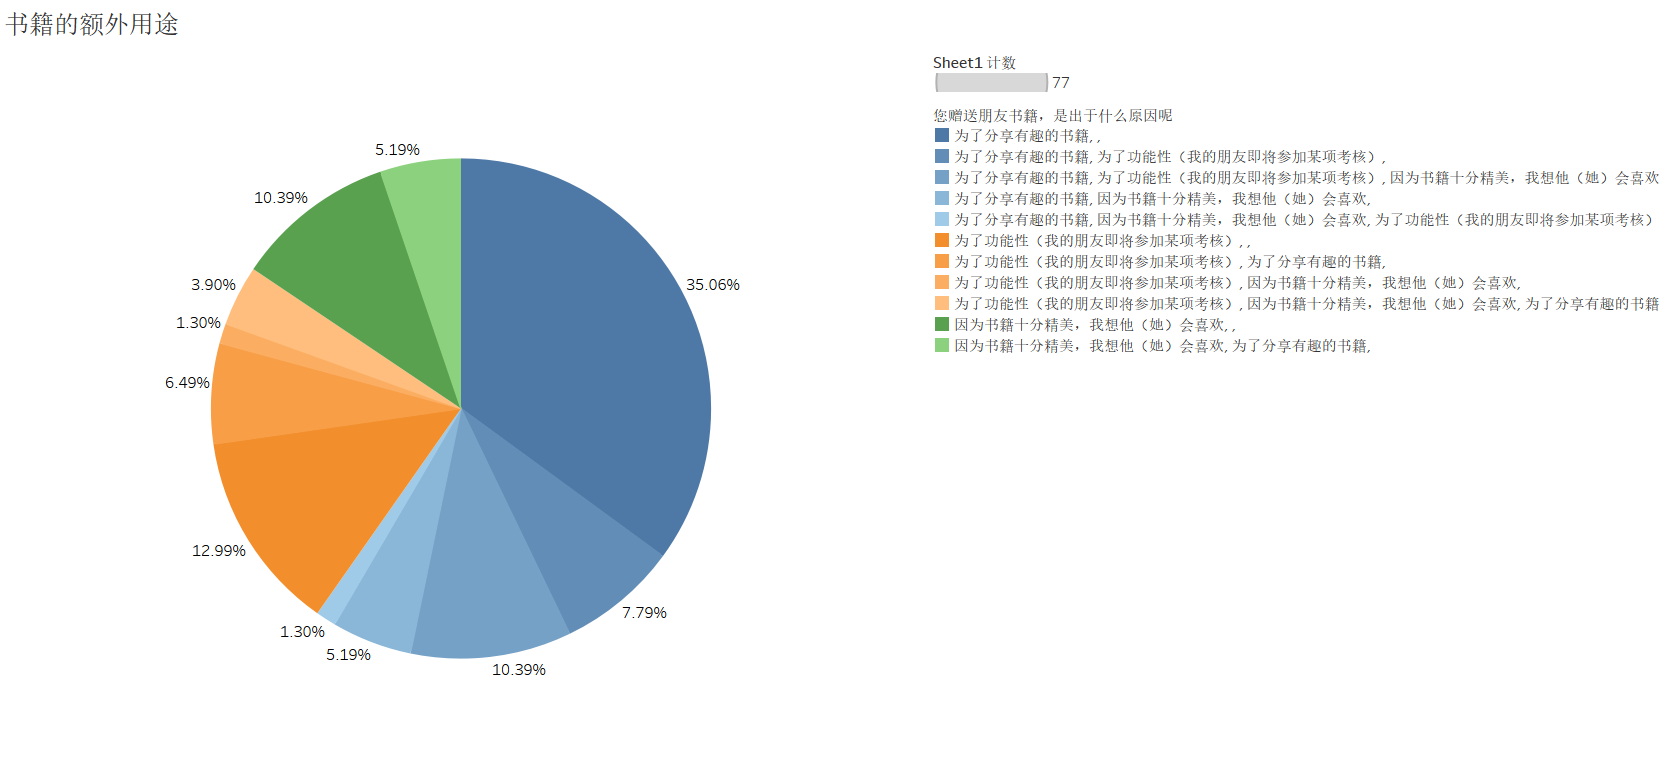 书籍的额外用途
Sheet1 计数
77
您赠送朋友书籍，是出于什么原因呢
为了分享有趣的书籍, ,
为了分享有趣的书籍, 为了功能性（我的朋友即将参加某项考核）,
为了分享有趣的书籍, 为了功能性（我的朋友即将参加某项考核）, 因为书籍十分精美，我想他（她）会喜欢
为了分享有趣的书籍, 因为书籍十分精美，我想他（她）会喜欢,
为了分享有趣的书籍, 因为书籍十分精美，我想他（她）会喜欢, 为了功能性（我的朋友即将参加某项考核）
为了功能性（我的朋友即将参加某项考核）, ,
为了功能性（我的朋友即将参加某项考核）, 为了分享有趣的书籍,
为了功能性（我的朋友即将参加某项考核）, 因为书籍十分精美，我想他（她）会喜欢,
为了功能性（我的朋友即将参加某项考核）, 因为书籍十分精美，我想他（她）会喜欢, 为了分享有趣的书籍
因为书籍十分精美，我想他（她）会喜欢, ,
因为书籍十分精美，我想他（她）会喜欢, 为了分享有趣的书籍,
5.19%
10.39%
35.06%
3.90%
1.30%
6.49%
12.99%
7.79%
1.30%
5.19%
10.39%